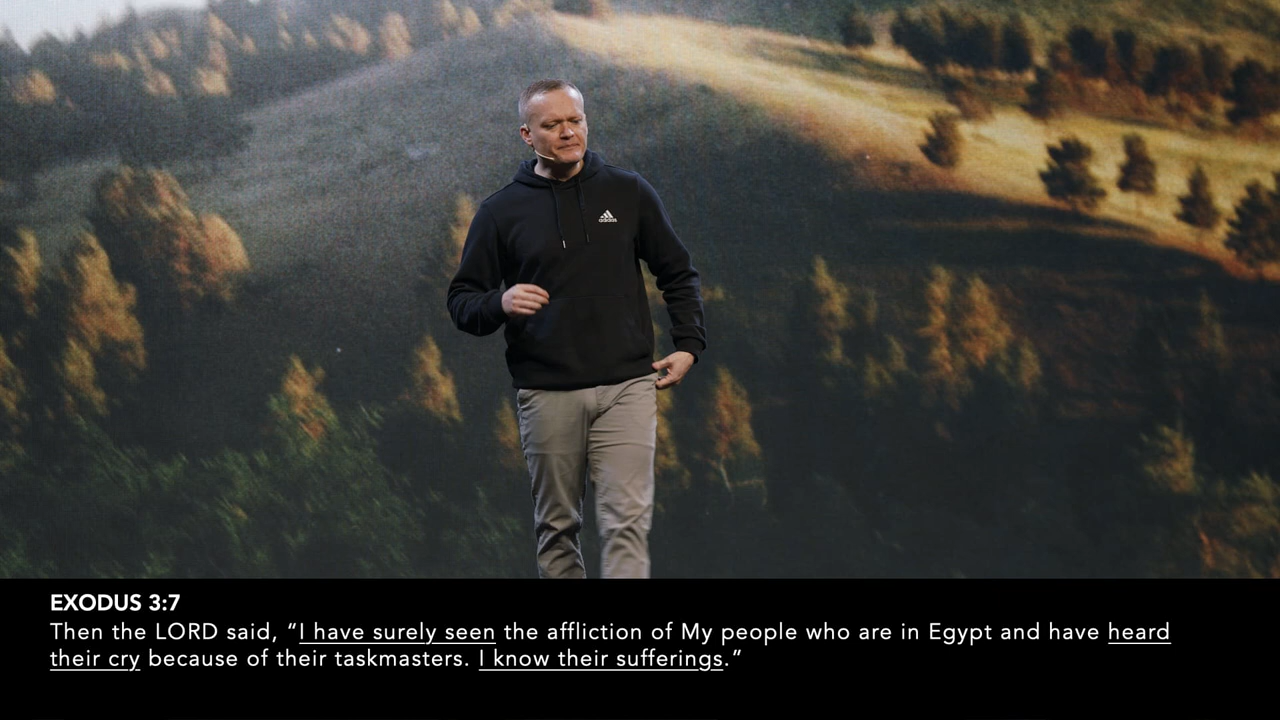 adidas
EXODUS 3:7
Then the LORD said, “I have surely seen the affliction of My people who are in Egypt and have heard
their cry because of their taskmasters. I know their sufferings.”